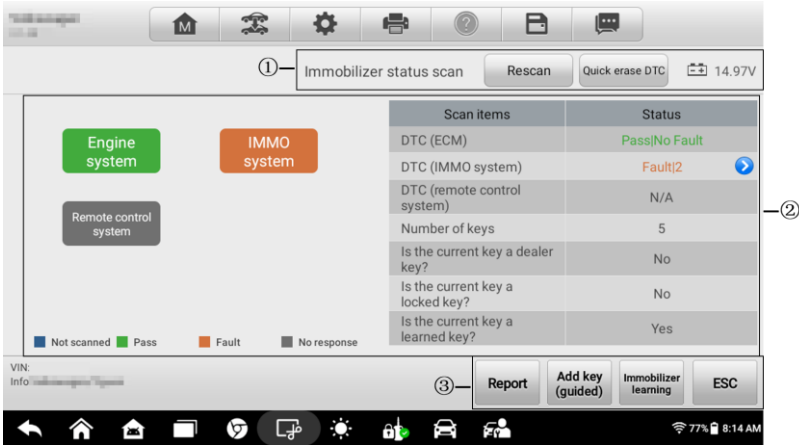 M
①
Immobilizer status scan
Rescan
Quick erase DTC
14.97V
Scan items
Status
Engine
system
IMMO
system
Remote control
system
DTC (ECM)
Pass|No Fault
DTC (IMMO system)
Fault|2
DTC (remote control
system)
N/A
Number of keys
5
Is the current key a dealer
key?
No
Is the current key a
locked key?
No
Is the current key a
learned key?
Yes
②
Not scanned
Pass
Fault
No response
VIN:
Info
③
Report
Add key
(guided)
Immobilizer
learning
ESC
77%
8:14 AM